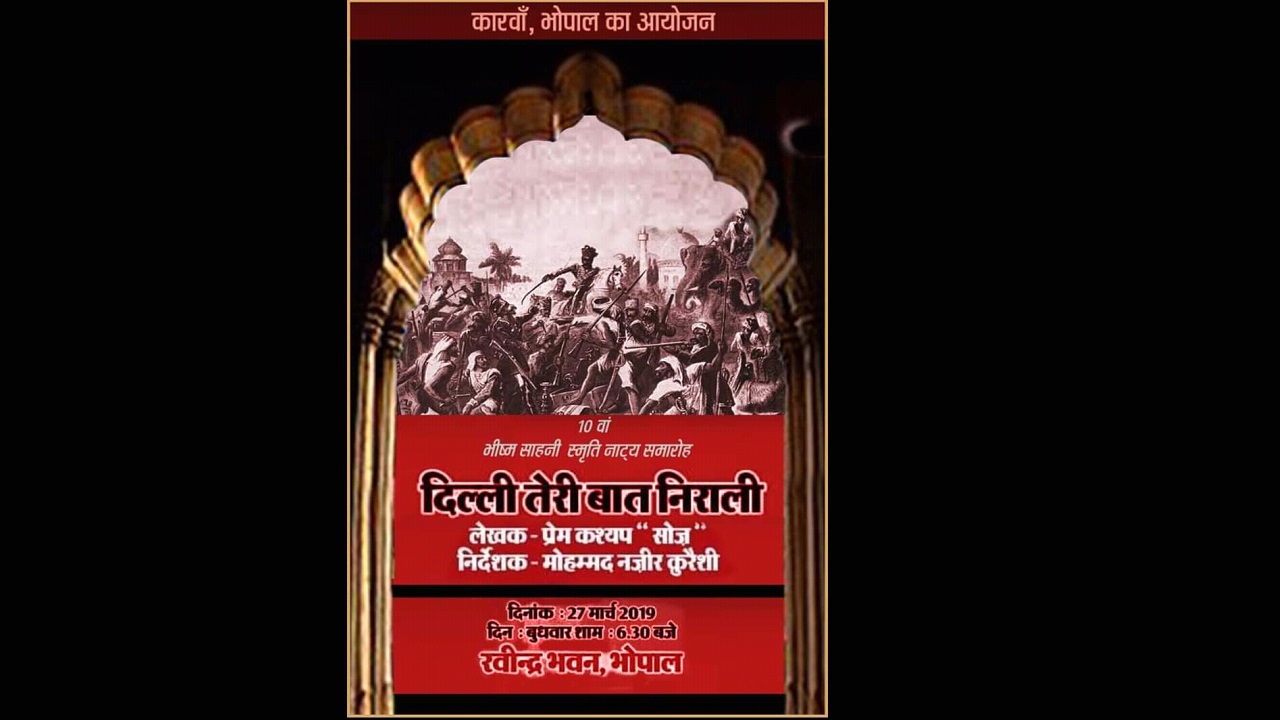 कारवाँ, भोपाल का आयोजन
10 वां
भीष्म साहनी स्मृति नाट्य समारोह
दिल्ली तेरी बात निराली
लेखक - प्रेम कश्यप “ सोज़ ”
निर्देशक - मोहम्मद नज़ीर क़ुरैशी
दिनांक : 27 मार्च 2019
दिन : बुधवार शाम : 6.30 बजे
रवीन्द्र भवन, भोपाल